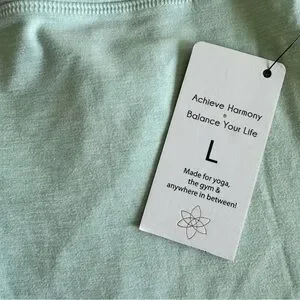 Achieve Harmony
Balance Your Life
L
Made for yoga,
the gym &
anywhere in between!